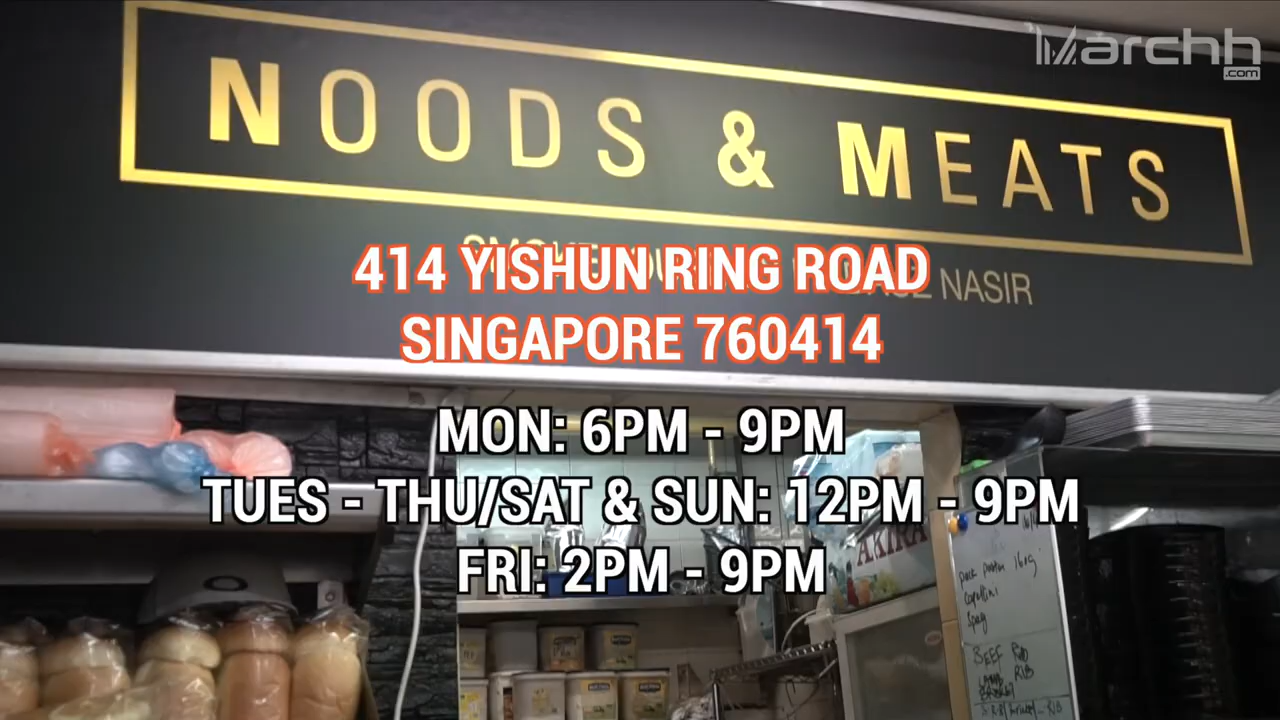 Marchh
.com
NOODS & MEATS
NASIR
414 YISHUN RING ROAD
SINGAPORE 760414
MON: 6PM - 9PM
TUES - THU/SAT & SUN: 12PM - 9PM
FRI: 2PM - 9PM
AKIRA
BEEF
RIB